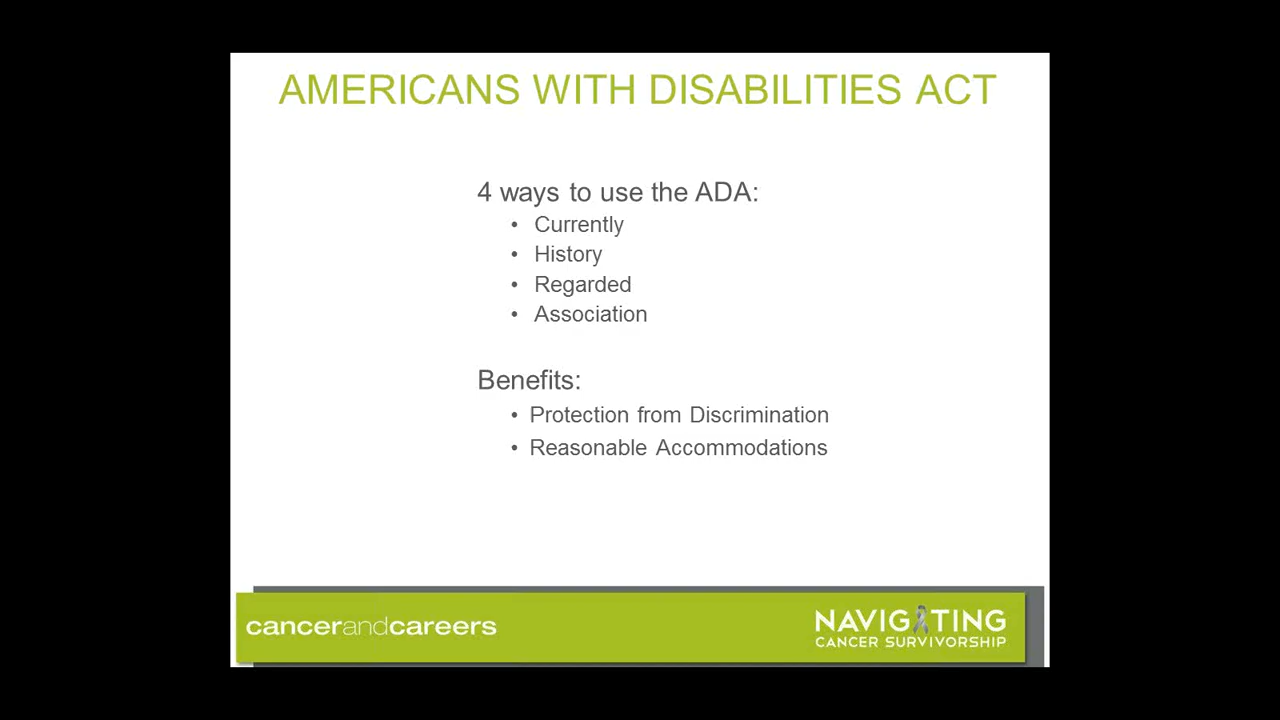 AMERICANS WITH DISABILITIES ACT
4 ways to use the ADA:
• Currently
• History
• Regarded
• Association
Benefits:
• Protection from Discrimination
• Reasonable Accommodations
cancerandcareers
NAVIGATING
CANCER SURVIVORSHIP